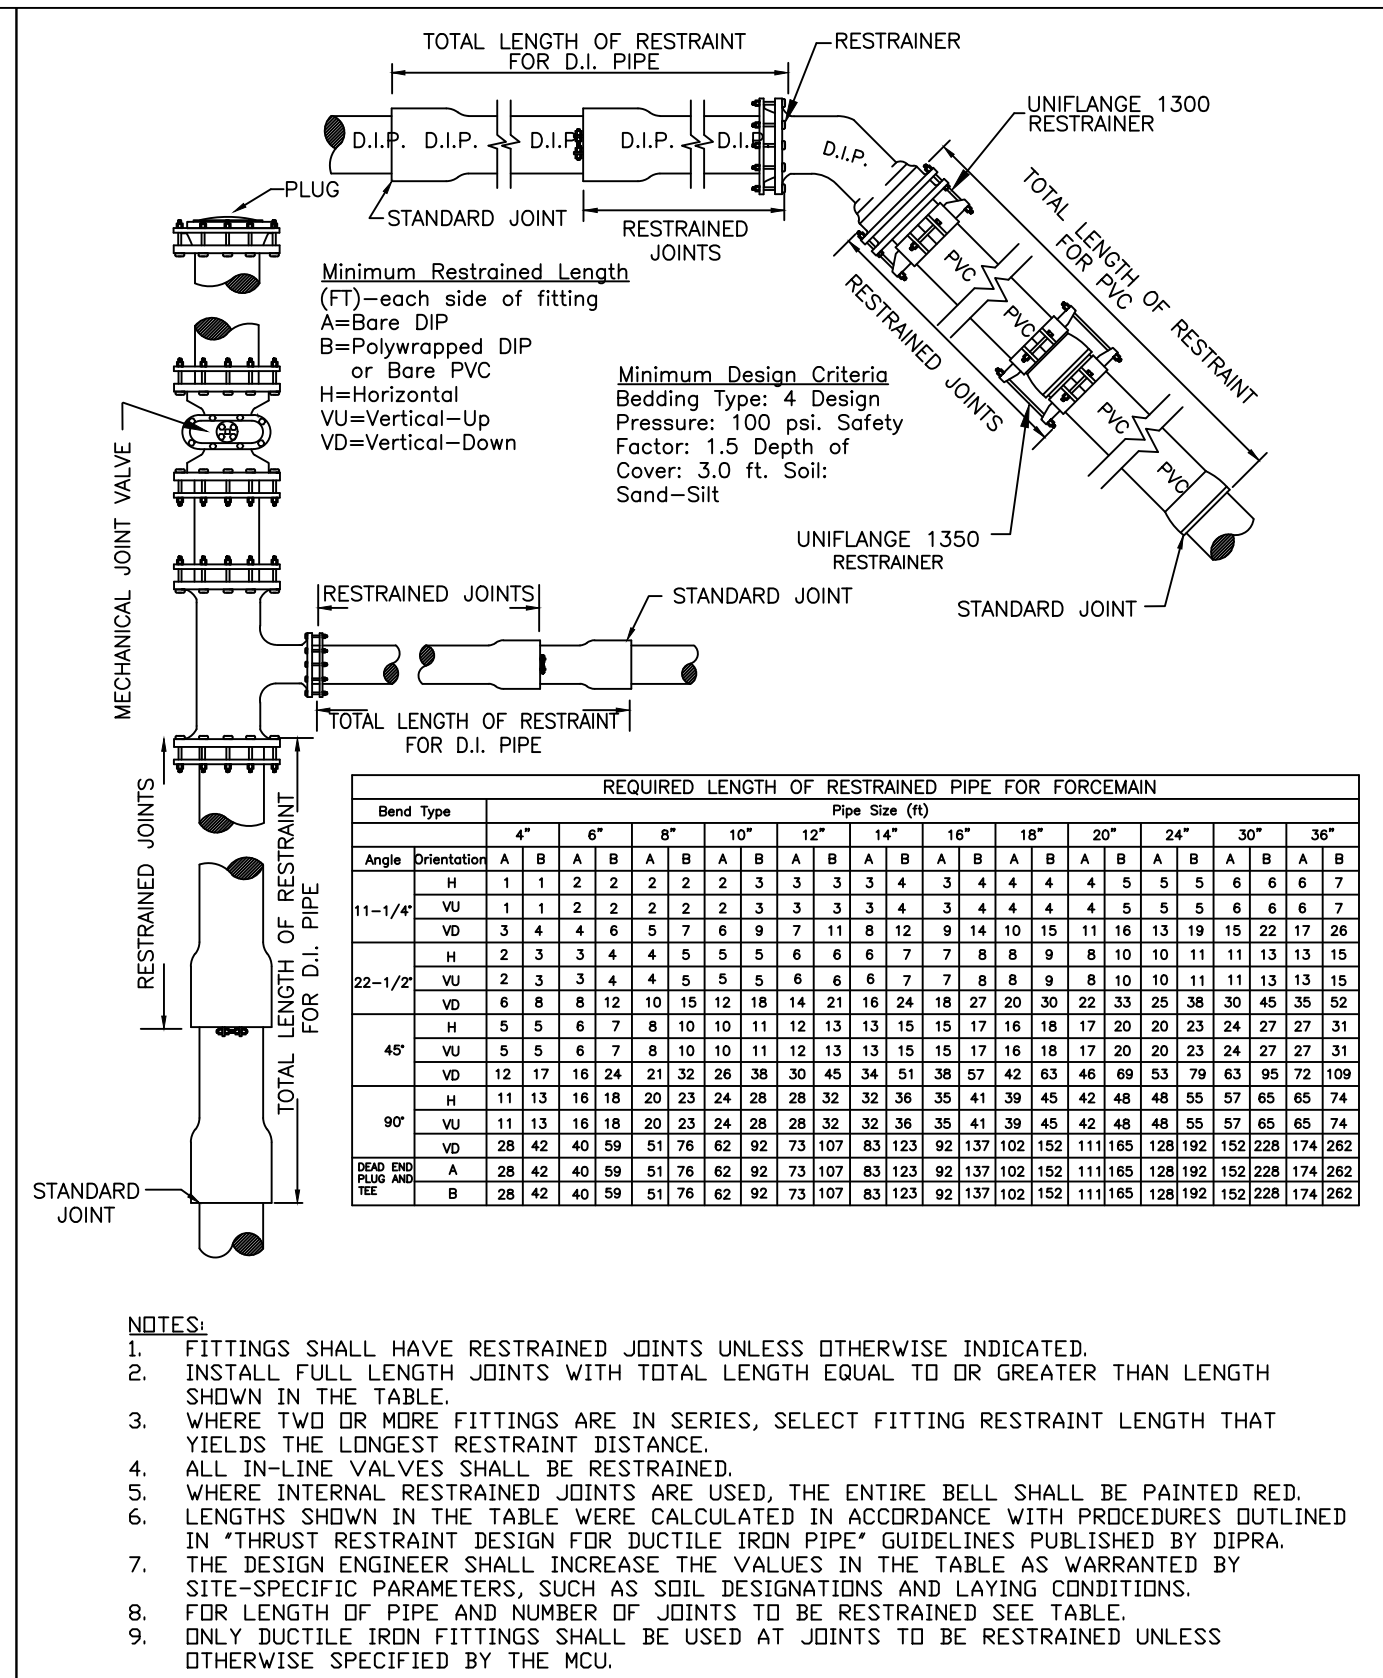 TOTAL LENGTH OF RESTRAINT
FOR D.I. PIPE
RESTRAINER
UNIFLANGE 1300
RESTRAINER
D.I.P.
D.I.P.
D.I.P.
D.I.P.
D.I.P.
D.I.P.
PLUG
STANDARD JOINT
RESTRAINED
JOINTS
TOTAL LENGTH OF RESTRAINT
FOR PVC
PVC
PVC
PVC
PVC
RESTRAINED JOINTS
Minimum Restrained Length
(FT)-each side of fitting
A=Bare DIP
B=Polywrapped DIP
or Bare PVC
H=Horizontal
VU=Vertical-Up
VD=Vertical-Down
Minimum Design Criteria
Bedding Type: 4 Design
Pressure: 100 psi. Safety
Factor: 1.5 Depth of
Cover: 3.0 ft. Soil:
Sand-Silt
UNIFLANGE 1350
RESTRAINER
STANDARD JOINT
MECHANICAL JOINT VALVE
RESTRAINED JOINTS
STANDARD JOINT
TOTAL LENGTH OF RESTRAINT
FOR D.I. PIPE
RESTRAINED JOINTS
TOTAL LENGTH OF RESTRAINT
FOR D.I. PIPE
STANDARD
JOINT
REQUIRED LENGTH OF RESTRAINED PIPE FOR FORCEMAIN
Bend Type Pipe Size (ft)
4" 6" 8" 10" 12" 14" 16" 18" 20" 24" 30" 36"
Angle Orientation A B A B A B A B A B A B A B A B A B A B A B A B
11-1/4° H 1 1 2 2 2 2 2 3 3 3 3 4 3 4 4 4 4 5 5 5 6 6 6 7
VU 1 1 2 2 2 2 2 3 3 3 3 4 3 4 4 4 4 5 5 5 6 6 6 7
VD 3 4 4 6 5 7 6 9 7 11 8 12 9 14 10 15 11 16 13 19 15 22 17 26
22-1/2° H 2 3 3 4 4 5 5 5 6 6 6 7 7 8 8 9 8 10 10 11 11 13 13 15
VU 2 3 3 4 4 5 5 5 6 6 6 7 7 8 8 9 8 10 10 11 11 13 13 15
VD 6 8 8 12 10 15 12 18 14 21 16 24 18 27 20 30 22 33 25 38 30 45 35 52
45° H 5 5 6 7 8 10 10 11 12 13 13 15 15 17 16 18 17 20 20 23 24 27 27 31
VU 5 5 6 7 8 10 10 11 12 13 13 15 15 17 16 18 17 20 20 23 24 27 27 31
VD 12 17 16 24 21 32 26 38 30 45 34 51 38 57 42 63 46 69 53 79 63 95 72 109
90° H 11 13 16 18 20 23 24 28 28 32 32 36 35 41 39 45 42 48 48 55 57 65 65 74
VU 11 13 16 18 20 23 24 28 28 32 32 36 35 41 39 45 42 48 48 55 57 65 65 74
VD 28 42 40 59 51 76 62 92 73 107 83 123 92 137 102 152 111 165 128 192 152 228 174 262
DEAD END
PLUG AND
TEE
A 28 42 40 59 51 76 62 92 73 107 83 123 92 137 102 152 111 165 128 192 152 228 174 262
B 28 42 40 59 51 76 62 92 73 107 83 123 92 137 102 152 111 165 128 192 152 228 174 262
NOTES:
1. FITTINGS SHALL HAVE RESTRAINED JOINTS UNLESS OTHERWISE INDICATED.
2. INSTALL FULL LENGTH JOINTS WITH TOTAL LENGTH EQUAL TO OR GREATER THAN LENGTH
SHOWN IN THE TABLE.
3. WHERE TWO OR MORE FITTINGS ARE IN SERIES, SELECT FITTING RESTRAINT LENGTH THAT
YIELDS THE LONGEST RESTRAINT DISTANCE.
4. ALL IN-LINE VALVES SHALL BE RESTRAINED.
5. WHERE INTERNAL RESTRAINED JOINTS ARE USED, THE ENTIRE BELL SHALL BE PAINTED RED.
6. LENGTHS SHOWN IN THE TABLE WERE CALCULATED IN ACCORDANCE WITH PROCEDURES OUTLINED
IN "THRUST RESTRAINT DESIGN FOR DUCTILE IRON PIPE" GUIDELINES PUBLISHED BY DIPRA.
7. THE DESIGN ENGINEER SHALL INCREASE THE VALUES IN THE TABLE AS WARRANTED BY
SITE-SPECIFIC PARAMETERS, SUCH AS SOIL DESIGNATIONS AND LAYING CONDITIONS.
8. FOR LENGTH OF PIPE AND NUMBER OF JOINTS TO BE RESTRAINED SEE TABLE.
9. ONLY DUCTILE IRON FITTINGS SHALL BE USED AT JOINTS TO BE RESTRAINED UNLESS
OTHERWISE SPECIFIED BY THE MCU.